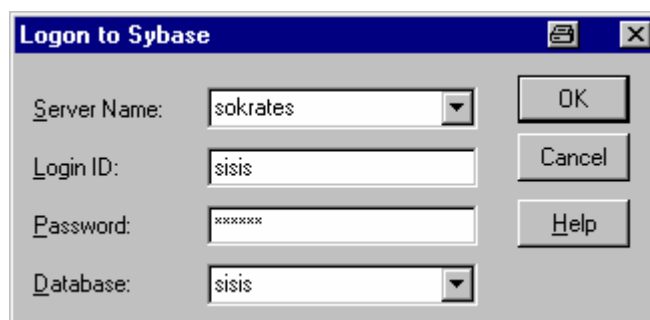 Logon to Sybase
Server Name: sokrates OK
Login ID: sisis Cancel
Password: ****** Help
Database: sisis